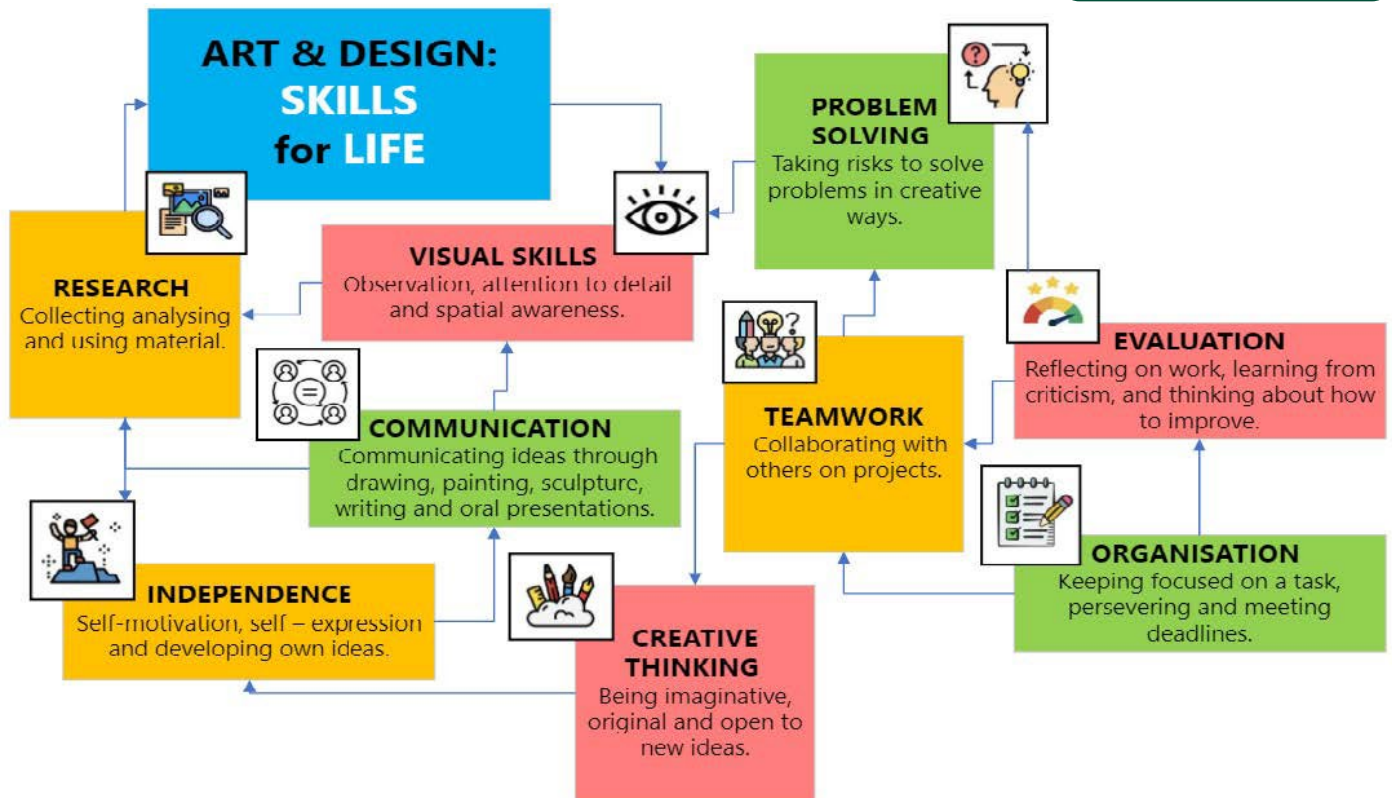 ART & DESIGN:
SKILLS
for LIFE
PROBLEM
SOLVING
Taking risks to solve
problems in creative
ways.
VISUAL SKILLS
Observation, attention to detail
and spatial awareness.
RESEARCH
Collecting analysing
and using material.
EVALUATION
Reflecting on work, learning from
criticism, and thinking about how
to improve.
TEAMWORK
Collaborating with
others on projects.
COMMUNICATION
Communicating ideas through
drawing, painting, sculpture,
writing and oral presentations.
ORGANISATION
Keeping focused on a task,
persevering and meeting
deadlines.
INDEPENDENCE
Self-motivation, self – expression
and developing own ideas.
CREATIVE
THINKING
Being imaginative,
original and open to
new ideas.